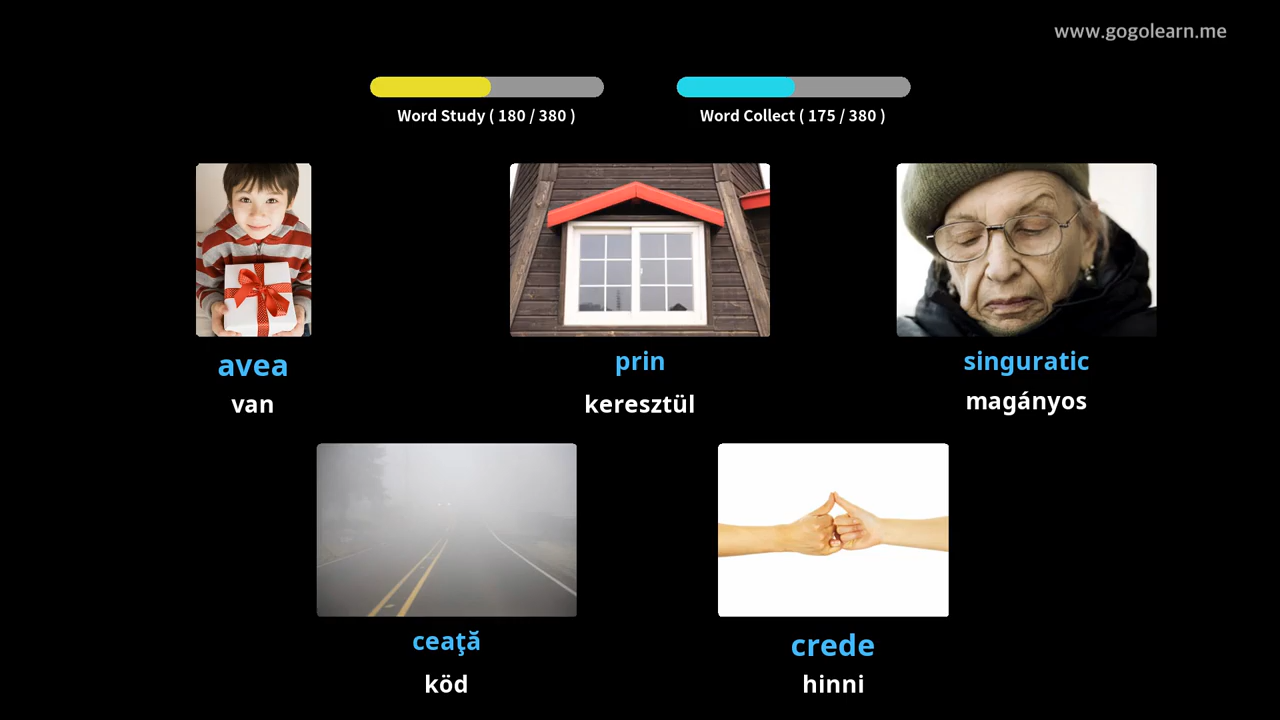 www.gogolearn.me
Word Study ( 180 / 380 )
Word Collect ( 175 / 380 )
avea
van
prin
keresztül
singuratic
magányos
ceaţă
köd
crede
hinni